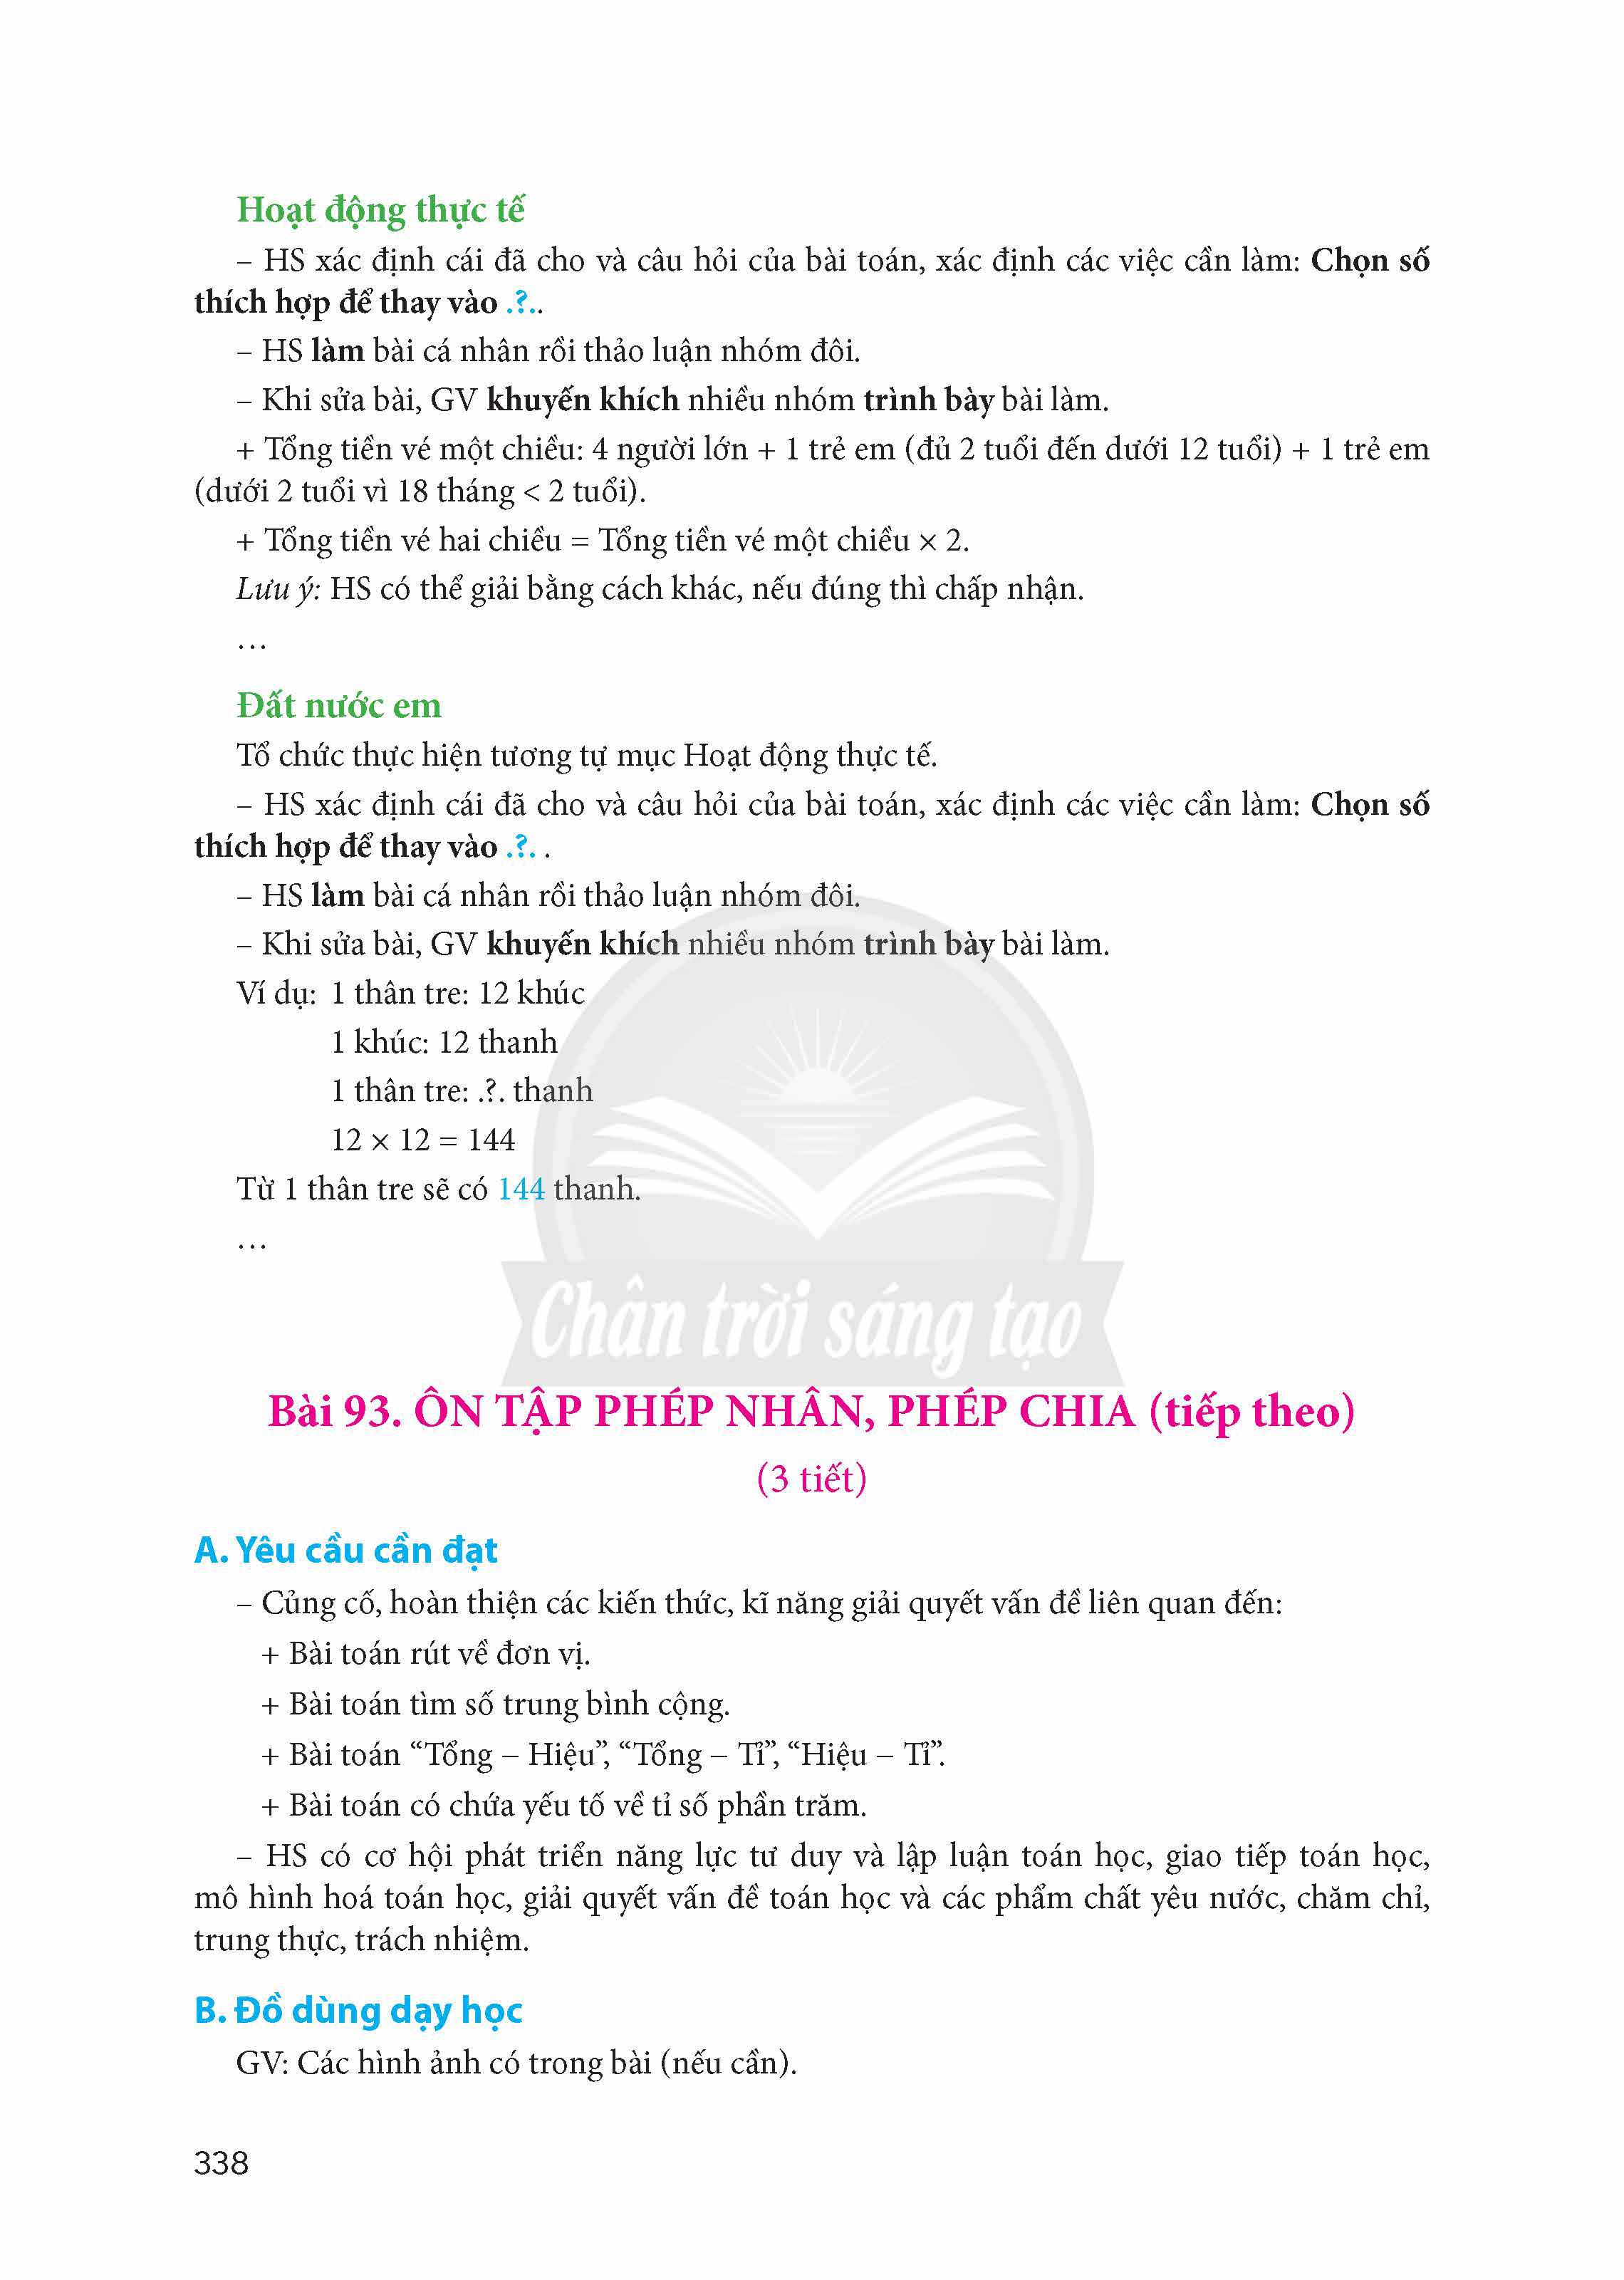 Hoạt động thực tế
– HS xác định cái đã cho và câu hỏi của bài toán, xác định các việc cần làm: Chọn số
thích hợp để thay vào .?..
– HS làm bài cá nhân rồi thảo luận nhóm đôi.
– Khi sửa bài, GV khuyến khích nhiều nhóm trình bày bài làm.
+ Tổng tiền vé một chiều: 4 người lớn + 1 trẻ em (đủ 2 tuổi đến dưới 12 tuổi) + 1 trẻ em
(dưới 2 tuổi vì 18 tháng < 2 tuổi).
+ Tổng tiền vé hai chiều = Tổng tiền vé một chiều × 2.
Lưu ý: HS có thể giải bằng cách khác, nếu đúng thì chấp nhận.
…
Đất nước em
Tổ chức thực hiện tương tự mục Hoạt động thực tế.
– HS xác định cái đã cho và câu hỏi của bài toán, xác định các việc cần làm: Chọn số
thích hợp để thay vào .?. .
– HS làm bài cá nhân rồi thảo luận nhóm đôi.
– Khi sửa bài, GV khuyến khích nhiều nhóm trình bày bài làm.
Ví dụ: 1 thân tre: 12 khúc
1 khúc: 12 thanh
1 thân tre: .?. thanh
12 × 12 = 144
Từ 1 thân tre sẽ có 144 thanh.
…
Chân trời sáng tạo
Bài 93. ÔN TẬP PHÉP NHÂN, PHÉP CHIA (tiếp theo)
(3 tiết)
A. Yêu cầu cần đạt
– Củng cố, hoàn thiện các kiến thức, kĩ năng giải quyết vấn đề liên quan đến:
+ Bài toán rút về đơn vị.
+ Bài toán tìm số trung bình cộng.
+ Bài toán “Tổng – Hiệu”, “Tổng – Tỉ”, “Hiệu – Tỉ”.
+ Bài toán có chứa yếu tố về tỉ số phần trăm.
– HS có cơ hội phát triển năng lực tư duy và lập luận toán học, giao tiếp toán học,
mô hình hoá toán học, giải quyết vấn đề toán học và các phẩm chất yêu nước, chăm chỉ,
trung thực, trách nhiệm.
B. Đồ dùng dạy học
GV: Các hình ảnh có trong bài (nếu cần).
338